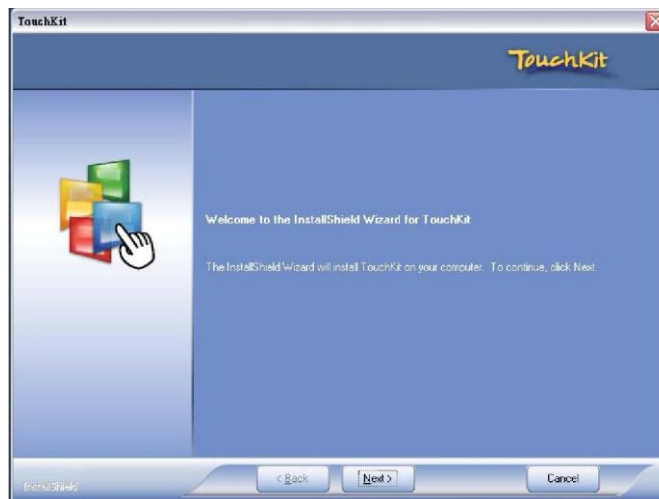 TouchKit
TouchKit
Welcome to the InstallShield Wizard for TouchKit
The InstallShield Wizard will install TouchKit on your computer. To continue, click Next
InstallShield
< Back
Next >
Cancel